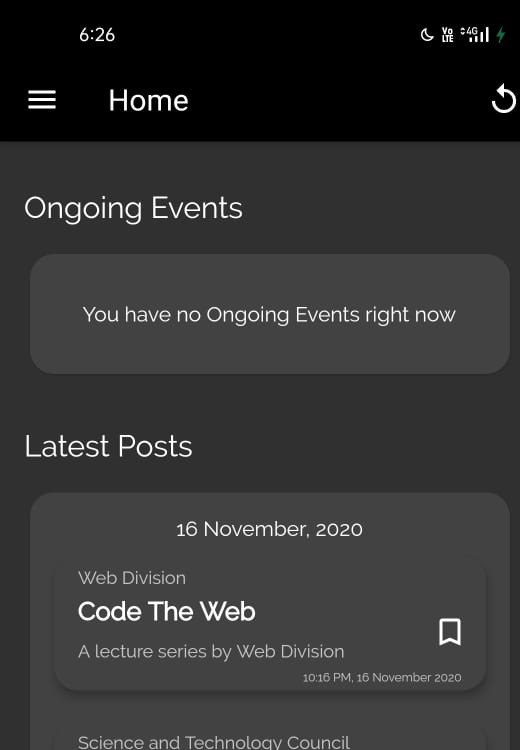 6:26
Vo
LTE
4G
Home
Ongoing Events
You have no Ongoing Events right now
Latest Posts
16 November, 2020
Web Division
Code The Web
A lecture series by Web Division
10:16 PM, 16 November 2020
Science and Technology Council